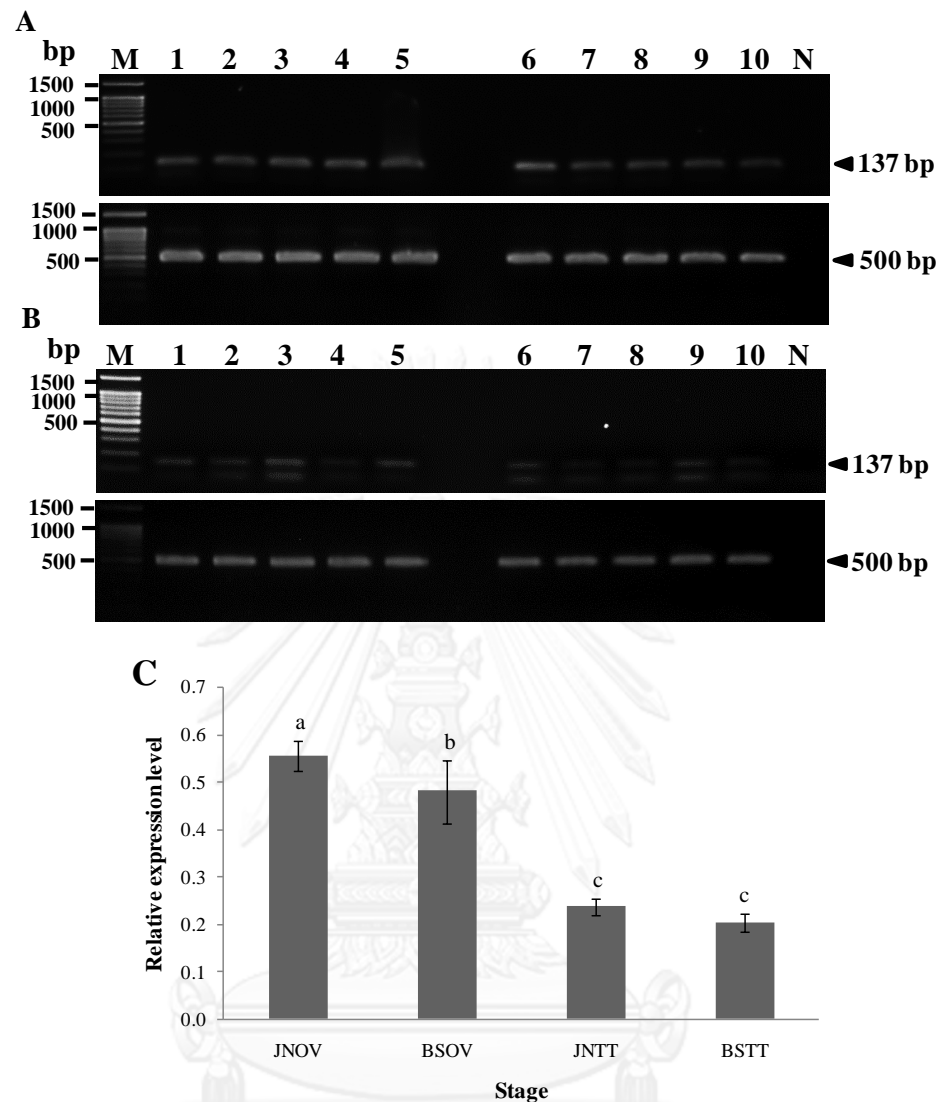 A
bp M 1 2 3 4 5 6 7 8 9 10 N
1500
1000
500
137 bp
1500
1000
500
500 bp
B
bp M 1 2 3 4 5 6 7 8 9 10 N
1500
1000
500
137 bp
1500
1000
500
500 bp
C
Relative expression level
0.7
0.6
0.5
0.4
0.3
0.2
0.1
0.0
a
b
c
c
JNOV BSOV JNTT BSTT
Stage